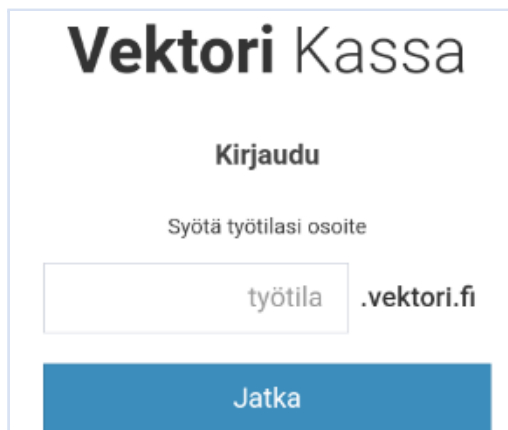 Vektori Kassa
Kirjaudu
Syötä työtilasi osoite
työtila .vektori.fi
Jatka